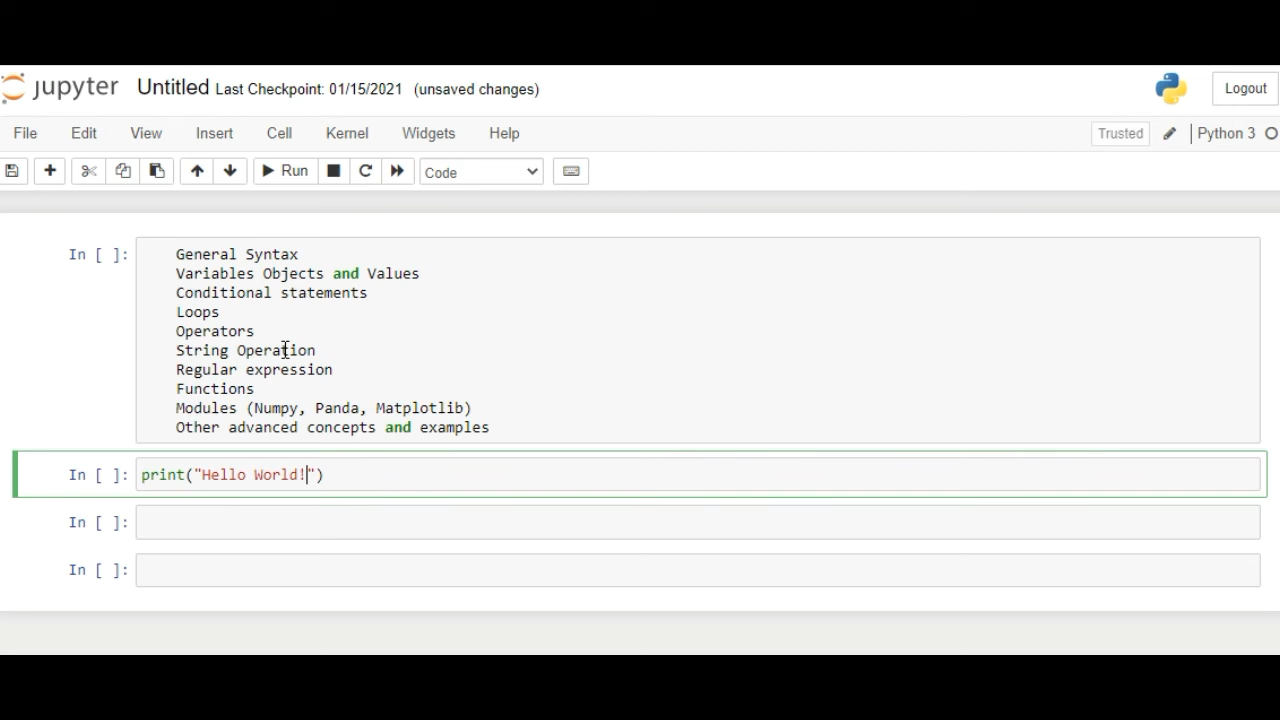 jupyter Untitled Last Checkpoint: 01/15/2021 (unsaved changes) Logout
File Edit View Insert Cell Kernel Widgets Help Trusted Python 3
Run Code
In [ ]: General Syntax
Variables Objects and Values
Conditional statements
Loops
Operators
String Operation
Regular expression
Functions
Modules (Numpy, Panda, Matplotlib)
Other advanced concepts and examples
In [ ]: print("Hello World!")
In [ ]:
In [ ]: